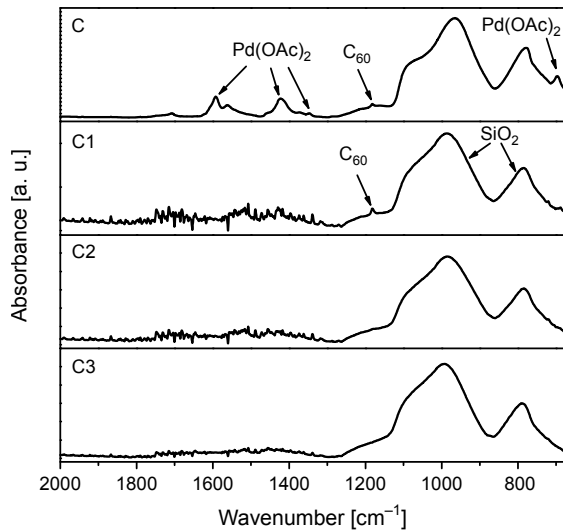 C
Pd(OAc)₂
C₆₀
Pd(OAc)₂
C1
C₆₀
SiO₂
C2
C3
Absorbance [a. u.]
2000 1800 1600 1400 1200 1000 800
Wavenumber [cm⁻¹]